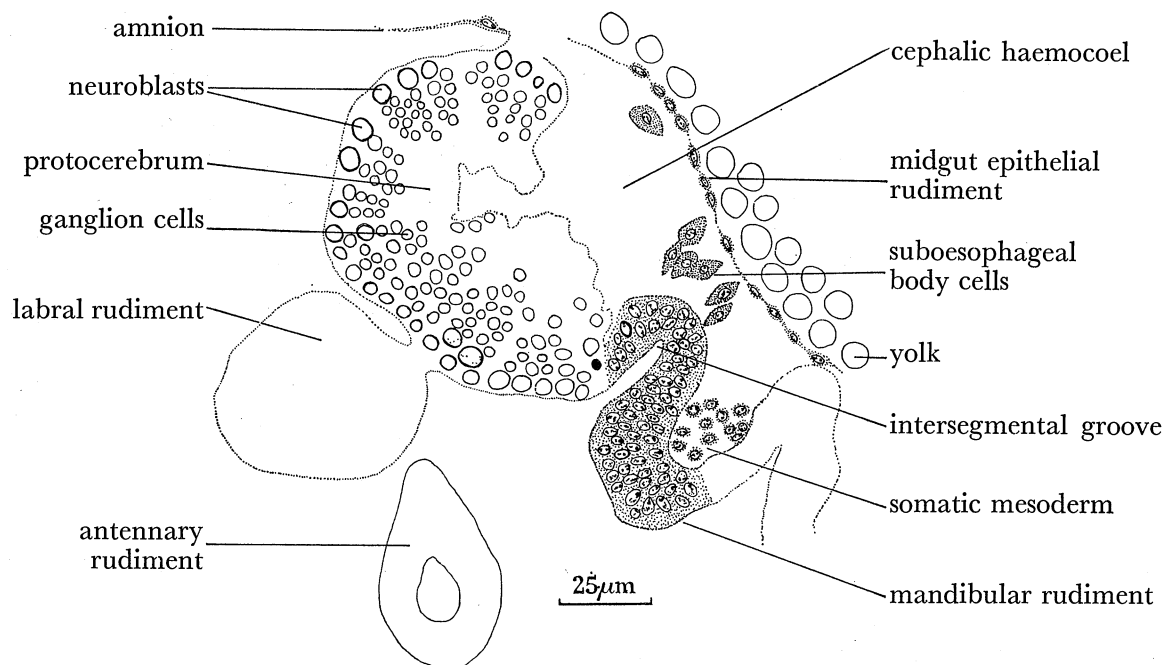 amnion
neuroblasts
protocerebrum
ganglion cells
labral rudiment
antennary
rudiment
cephalic haemocoel
midgut epithelial
rudiment
suboesophageal
body cells
yolk
intersegmental groove
somatic mesoderm
mandibular rudiment
25μm